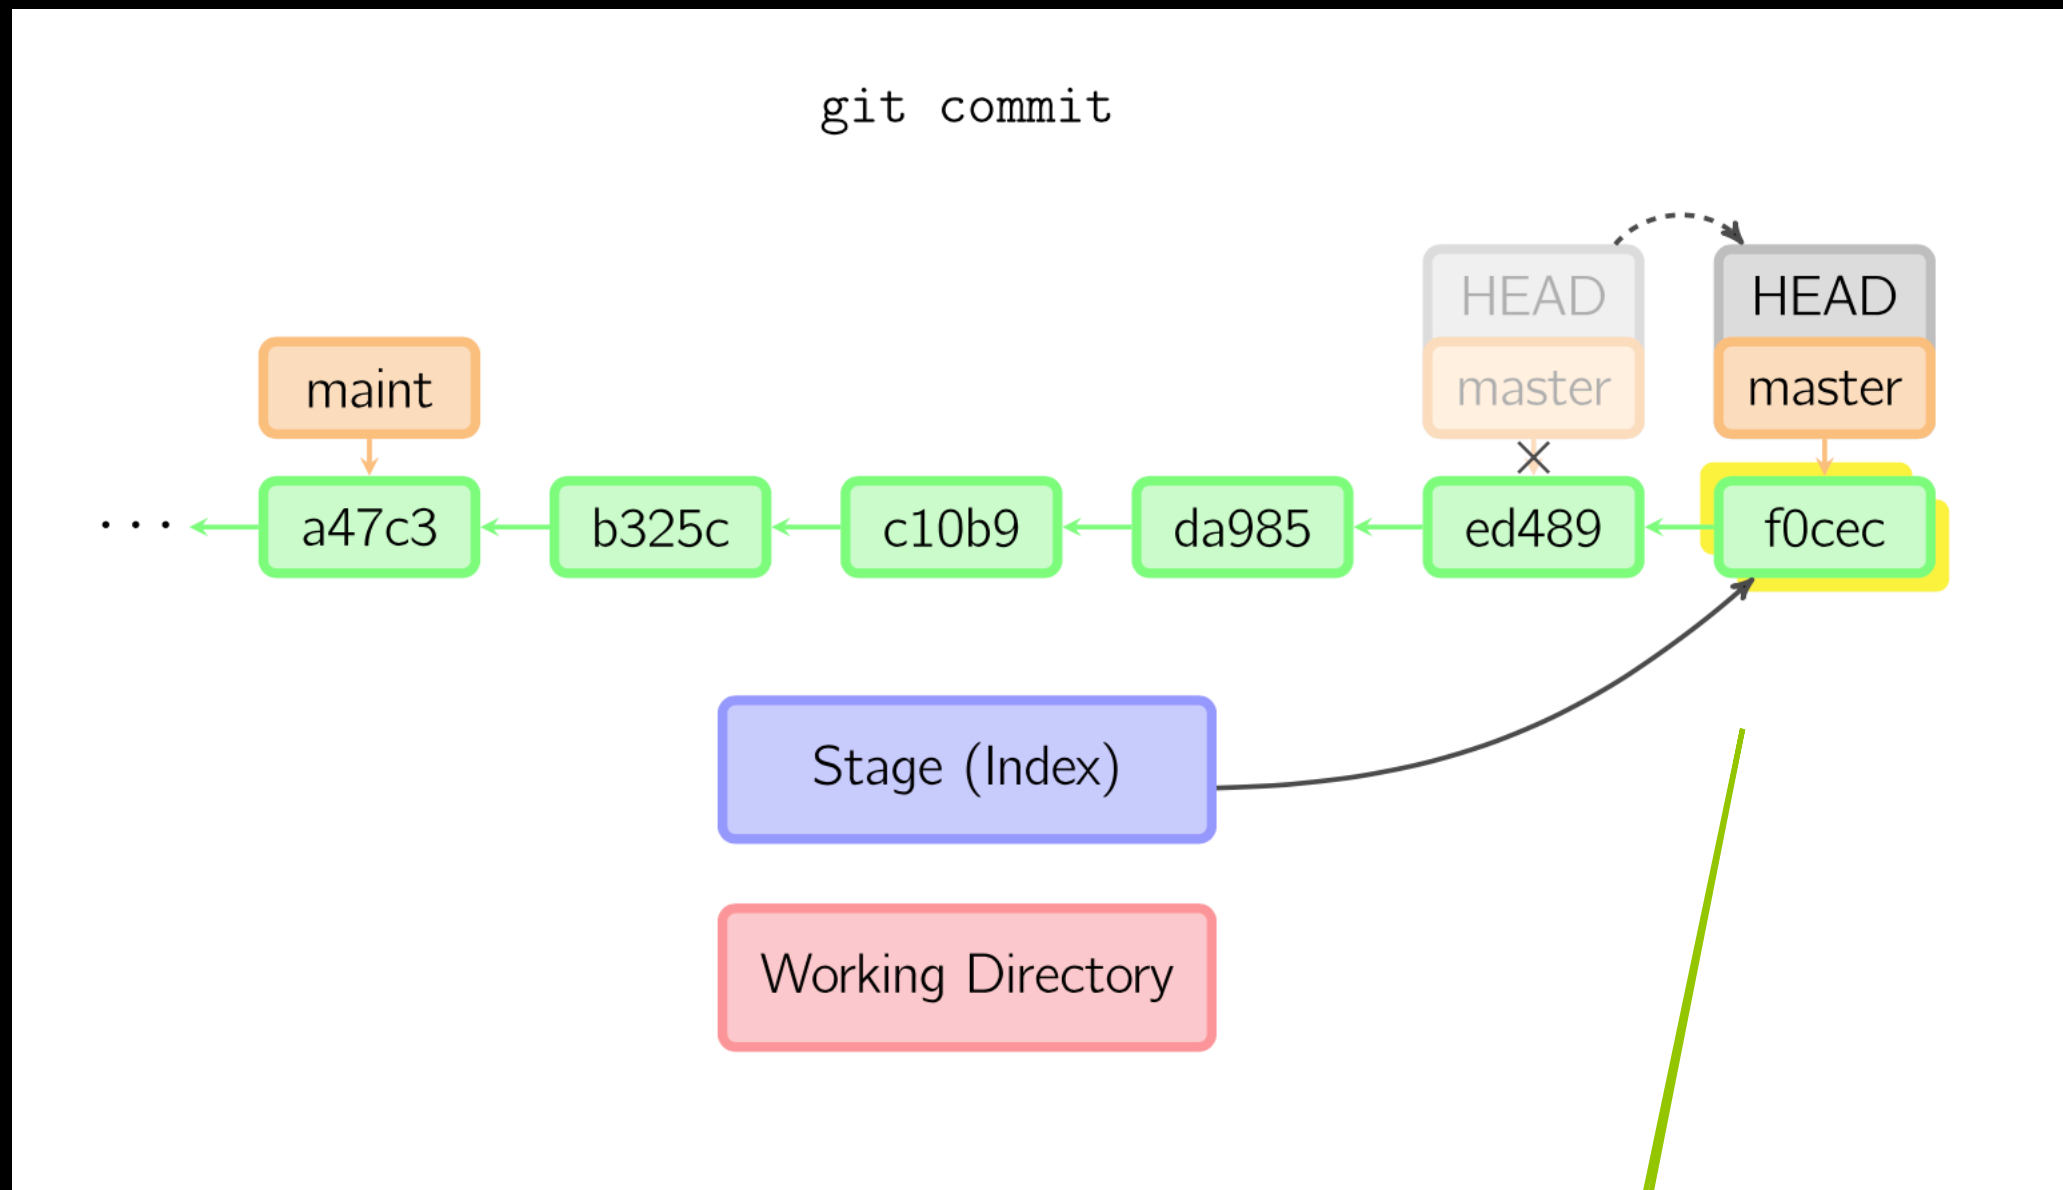 git commit
HEAD HEAD
maint master master
··· a47c3 b325c c10b9 da985 ed489 f0cec
Stage (Index)
Working Directory